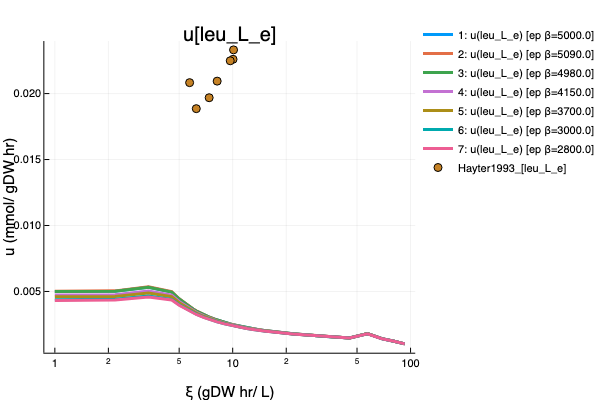 u[leu_L_e]
u (mmol/ gDW hr)
0.020
0.015
0.010
0.005
1
2
5
10
2
5
100
ξ (gDW hr/ L)
1: u(leu_L_e) [ep β=5000.0]
2: u(leu_L_e) [ep β=5090.0]
3: u(leu_L_e) [ep β=4980.0]
4: u(leu_L_e) [ep β=4150.0]
5: u(leu_L_e) [ep β=3700.0]
6: u(leu_L_e) [ep β=3000.0]
7: u(leu_L_e) [ep β=2800.0]
Hayter1993_[leu_L_e]